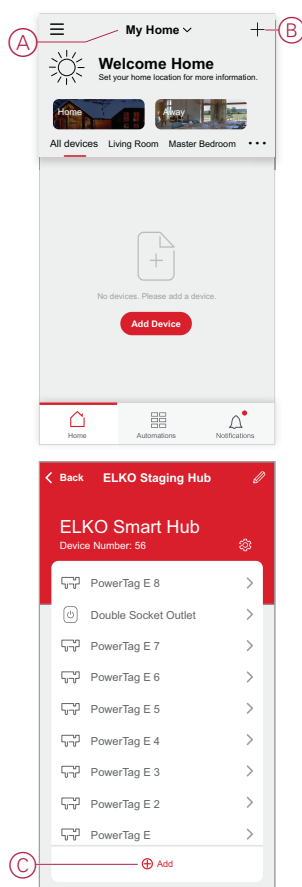 A
My Home
B
Welcome Home
Set your home location for more information.
Home
Away
All devices Living Room Master Bedroom
No devices. Please add a device.
Add Device
Home Automations Notifications
Back ELKO Staging Hub
ELKO Smart Hub
Device Number: 56
PowerTag E 8
Double Socket Outlet
PowerTag E 7
PowerTag E 6
PowerTag E 5
PowerTag E 4
PowerTag E 3
PowerTag E 2
PowerTag E
C
Add